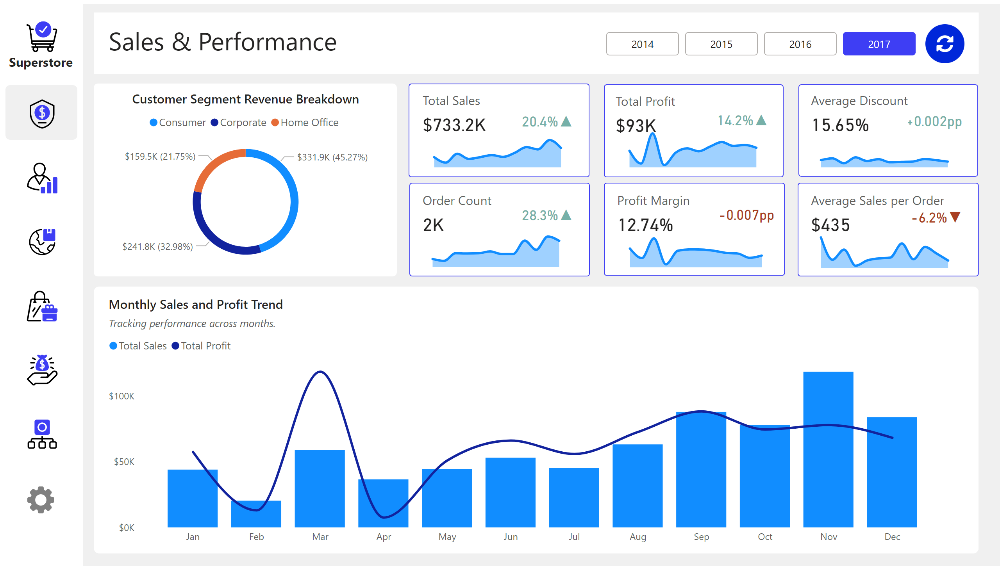 Superstore
Sales & Performance
2014
2015
2016
2017
Customer Segment Revenue Breakdown
Consumer Corporate Home Office
$159.5K (21.75%)
$331.9K (45.27%)
$241.8K (32.98%)
Total Sales
$733.2K
20.4%▲
Total Profit
$93K
14.2%▲
Average Discount
15.65%
+0.002pp
Order Count
2K
28.3%▲
Profit Margin
12.74%
-0.007pp
Average Sales per Order
$435
-6.2%▼
Monthly Sales and Profit Trend
Tracking performance across months.
Total Sales Total Profit
$100K
$50K
$0K
Jan Feb Mar Apr May Jun Jul Aug Sep Oct Nov Dec